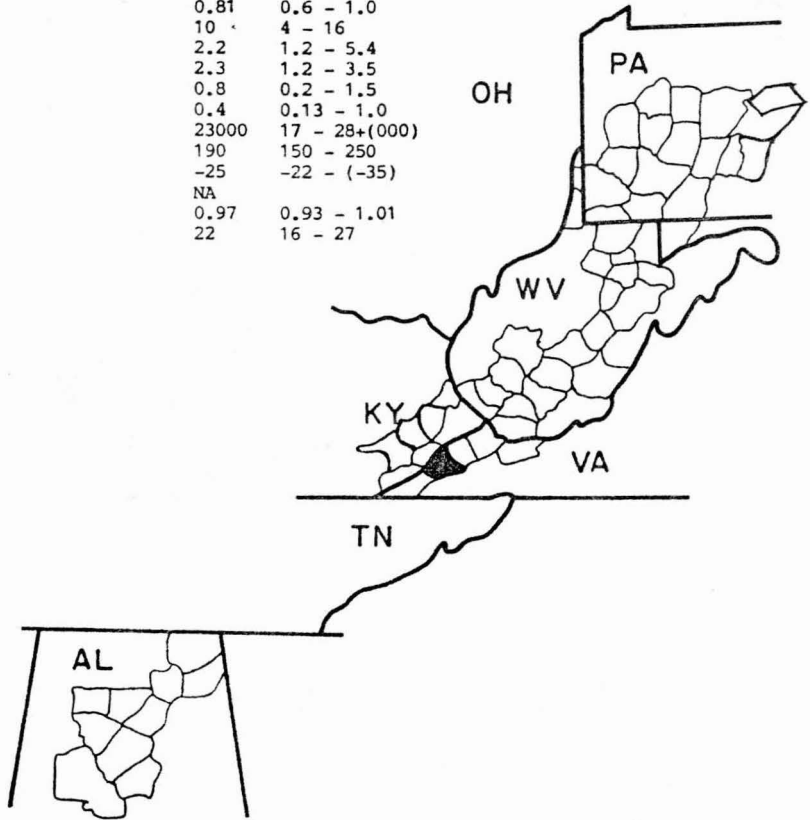 0.81 0.6 - 1.0
10 4 - 16
2.2 1.2 - 5.4
2.3 1.2 - 3.5
0.8 0.2 - 1.5
0.4 0.13 - 1.0
23000 17 - 28+(000)
190 150 - 250
-25 -22 - (-35)
NA
0.97 0.93 - 1.01
22 16 - 27
OH
PA
WV
KY
VA
TN
AL